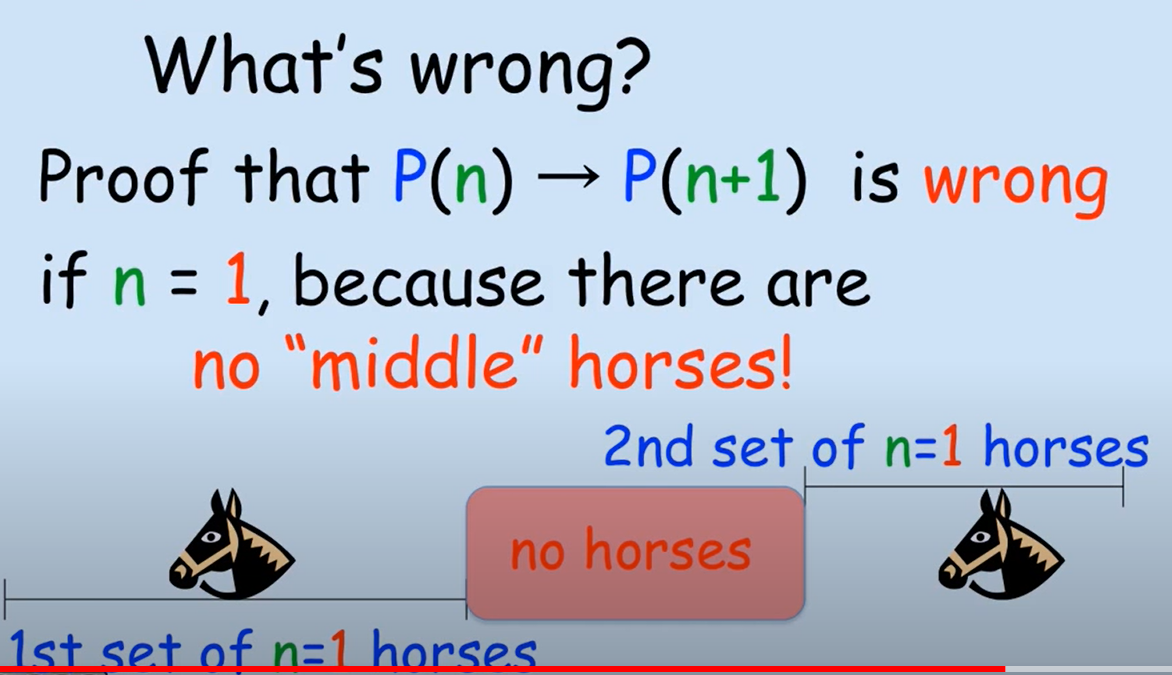 What's wrong?
Proof that P(n) → P(n+1) is wrong
if n = 1, because there are
no “middle” horses!
2nd set of n=1 horses
no horses
1st set of n=1 horses